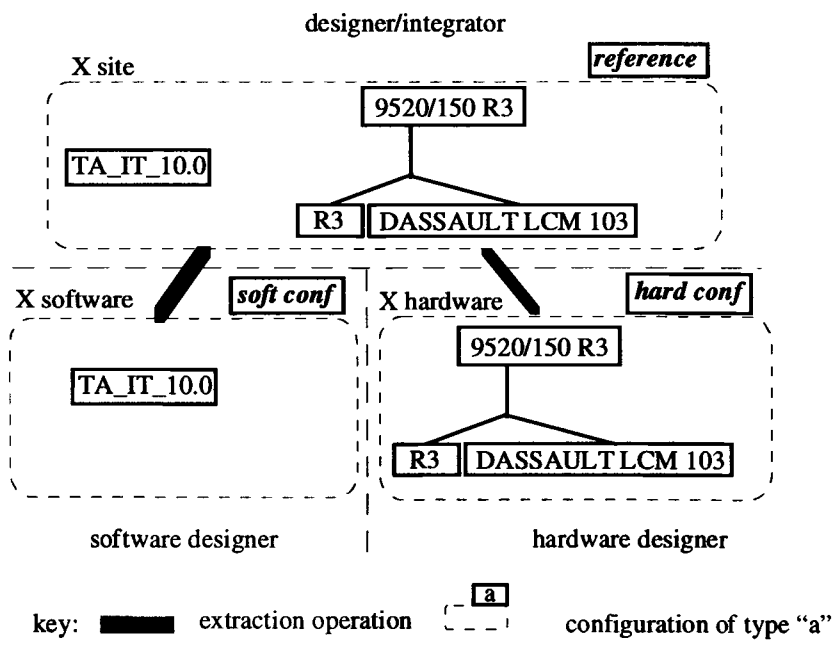 designer/integrator
X site
reference
9520/150 R3
TA_IT_10.0
R3
DASSAULT LCM 103
X software
soft conf
X hardware
hard conf
9520/150 R3
TA_IT_10.0
R3
DASSAULT LCM 103
software designer
hardware designer
a
key:
extraction operation
configuration of type “a”